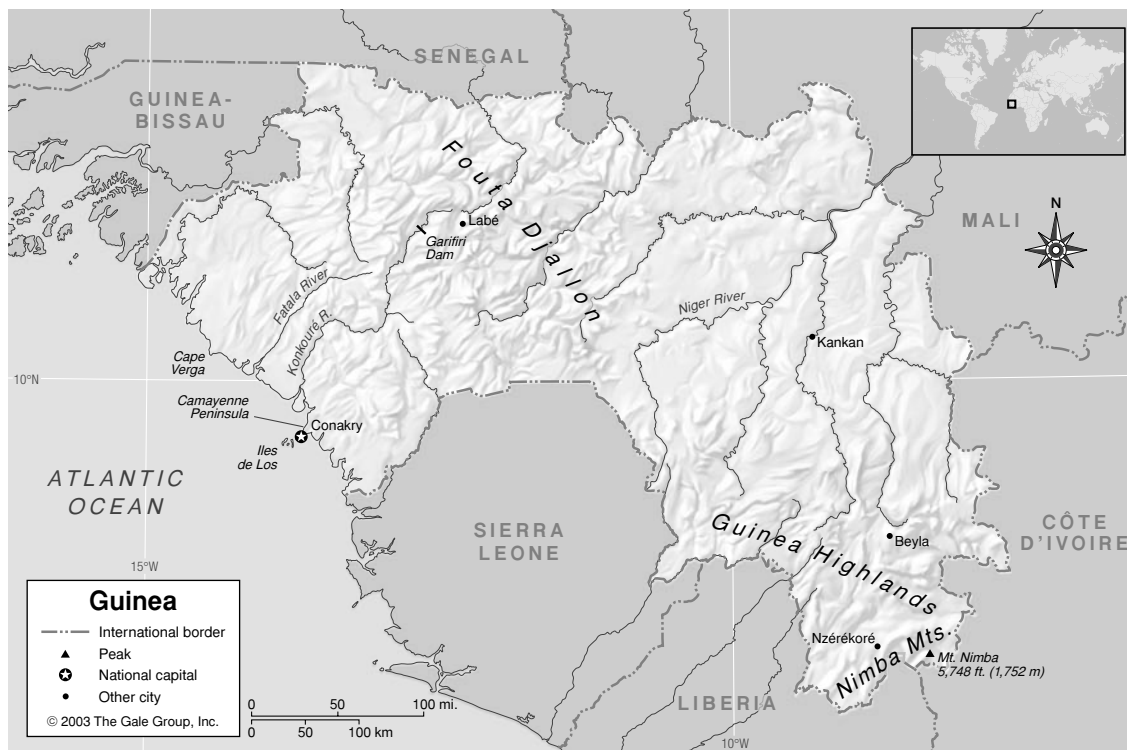 SENEGAL
GUINEA-
BISSAU
N
MALI
Fouta Djallon
Labé
Garifiri
Dam
Fatala River
Konkouré R.
Niger River
Kankan
Cape
Verga
10°N
Camayenne
Peninsula
Conakry
Iles
de Los
ATLANTIC
OCEAN
SIERRA
LEONE
Guinea Highlands
CÔTE
D'IVOIRE
Beyla
15°W
Nzérékoré
Nimba Mts.
Mt. Nimba
5,748 ft. (1,752 m)
LIBERIA
10°W
Guinea
International border
Peak
National capital
Other city
© 2003 The Gale Group, Inc.
0 50 100 mi.
0 50 100 km